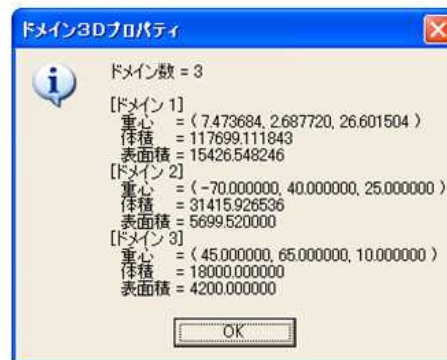 ドメイン3Dプロパティ
ドメイン数 = 3
[ドメイン 1]
重心 = ( 7.473684, 2.687720, 26.601504 )
体積 = 117699.111843
表面積 = 15426.548246
[ドメイン 2]
重心 = ( -70.000000, 40.000000, 25.000000 )
体積 = 31415.926536
表面積 = 5699.520000
[ドメイン 3]
重心 = ( 45.000000, 65.000000, 10.000000 )
体積 = 18000.000000
表面積 = 4200.000000
OK